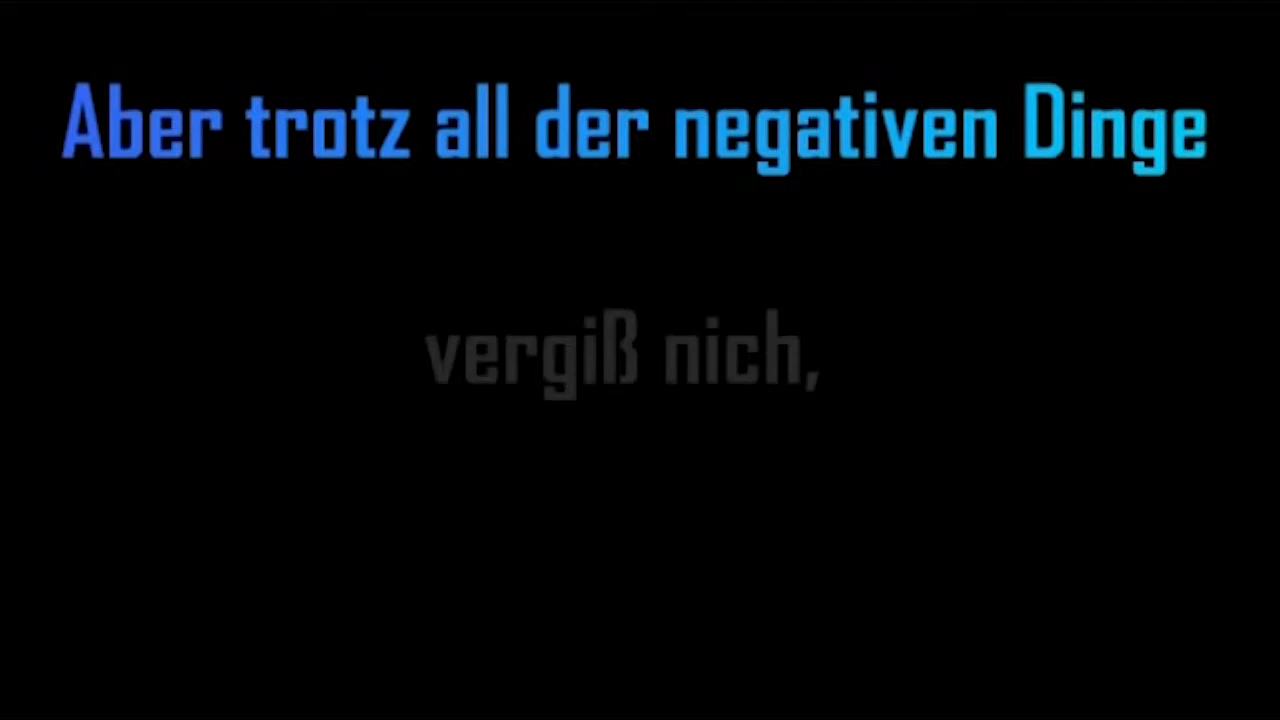 Aber trotz all der negativen Dinge
vergiß nich,